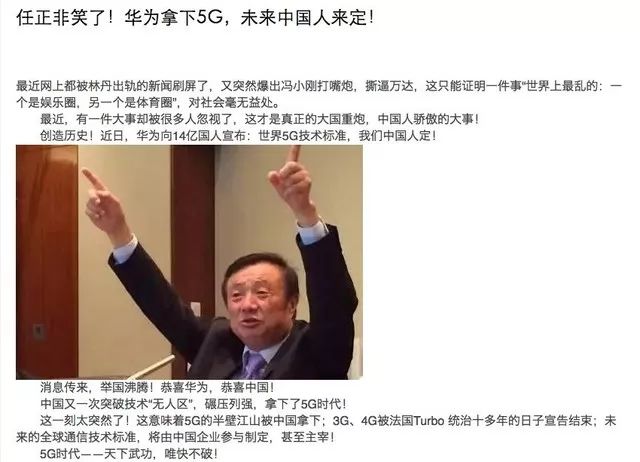 任正非笑了！华为拿下5G，未来中国人来定！
最近网上都被林丹出轨的新闻刷屏了，又突然爆出冯小刚打嘴炮，撕逼万达，这只能证明一件事“世界上最乱的：一
个是娱乐圈，另一个是体育圈”，对社会毫无益处。
最近，有一件大事却被很多人忽视了，这才是真正的大国重炮，中国人骄傲的大事！
创造历史！近日，华为向14亿国人宣布：世界5G技术标准，我们中国人定！
消息传来，举国沸腾！恭喜华为，恭喜中国！
中国又一次突破技术“无人区”，碾压列强，拿下了5G时代！
这一刻太突然了！这意味着5G的半壁江山被中国拿下；3G、4G被法国Turbo 统治十多年的日子宣告结束；未
来的全球通信技术标准，将由中国企业参与制定，甚至主宰！
5G时代——天下武功，唯快不破！